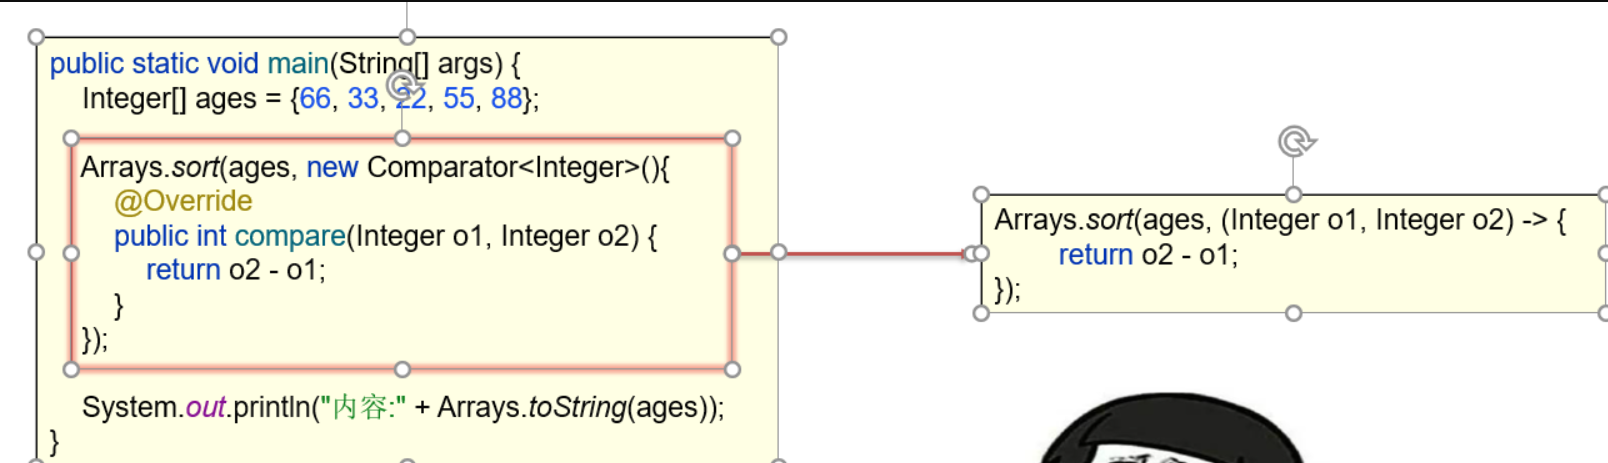 public static void main(String[] args) {
Integer[] ages = {66, 33, 22, 55, 88};
Arrays.sort(ages, new Comparator<Integer>(){
@Override
public int compare(Integer o1, Integer o2) {
return o2 - o1;
}
});
System.out.println("内容:" + Arrays.toString(ages));
}
Arrays.sort(ages, (Integer o1, Integer o2) -> {
return o2 - o1;
});